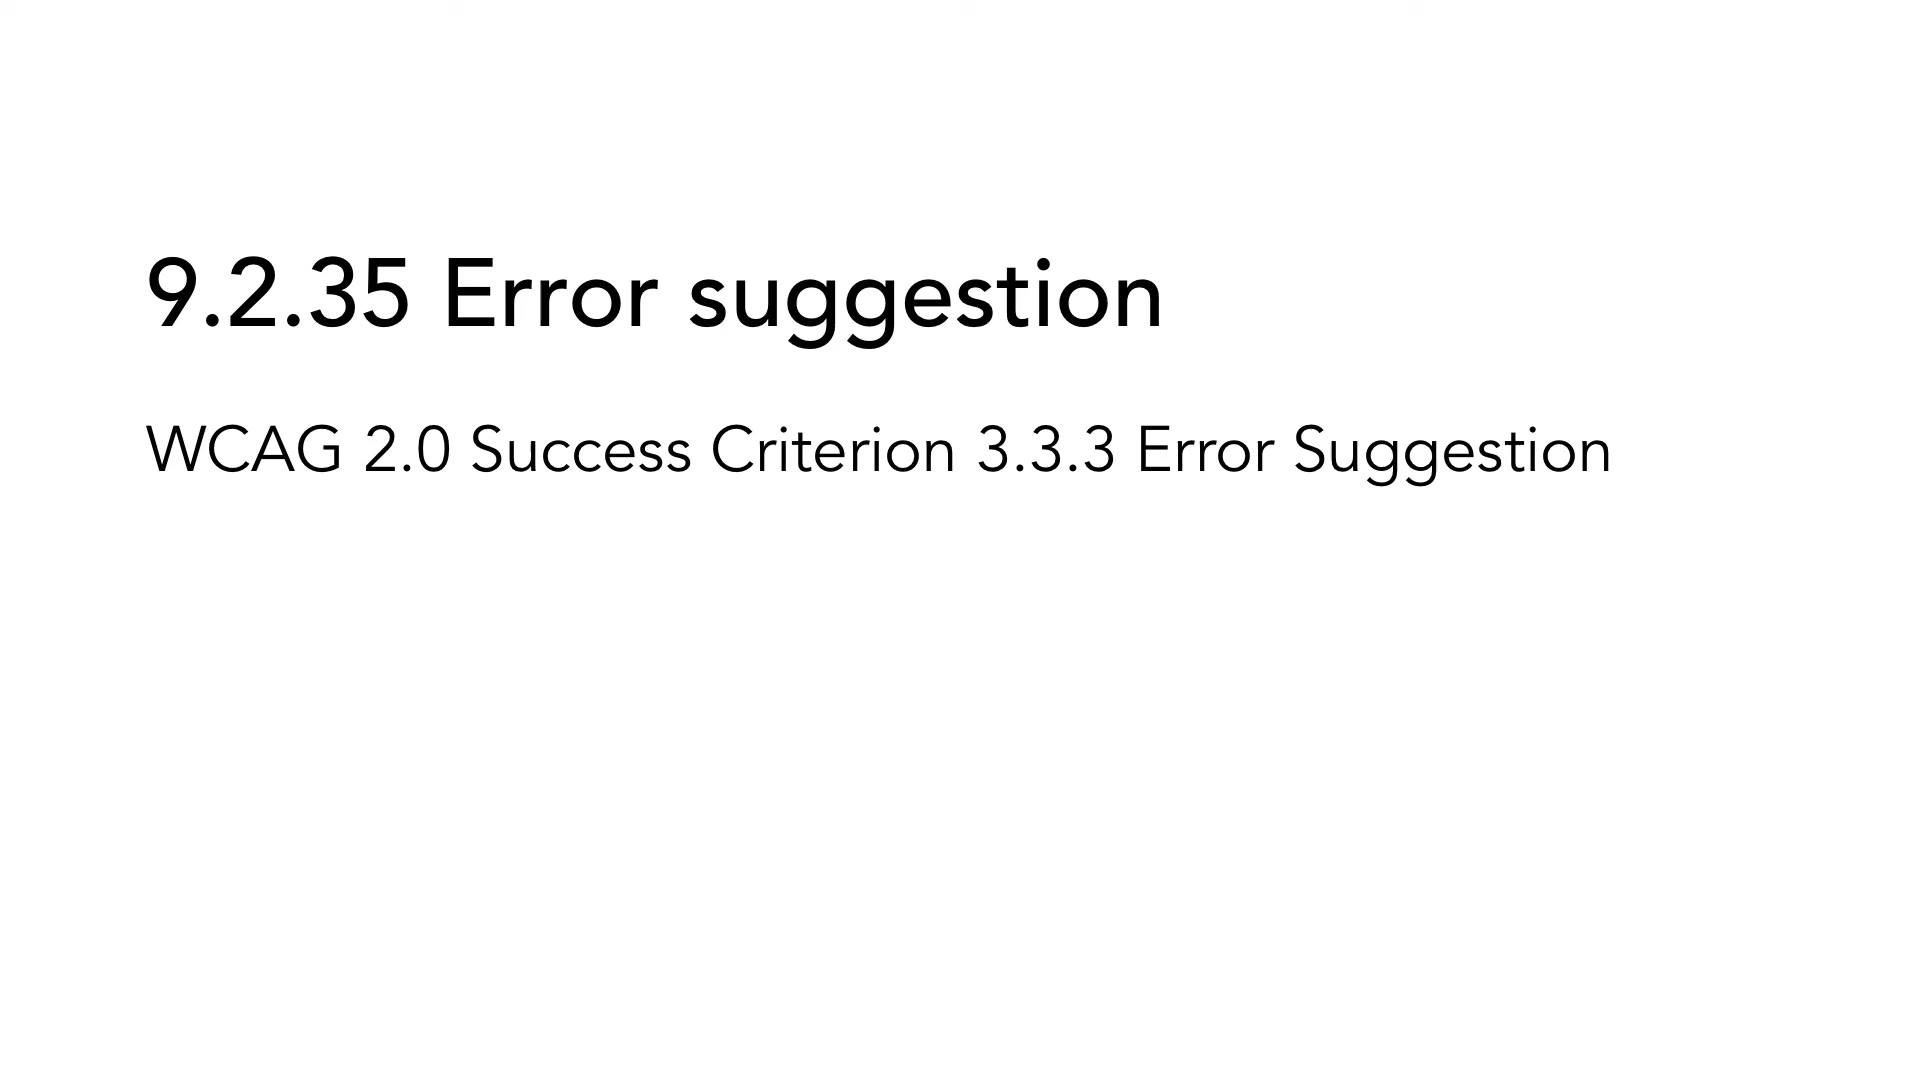 9.2.35 Error suggestion
WCAG 2.0 Success Criterion 3.3.3 Error Suggestion